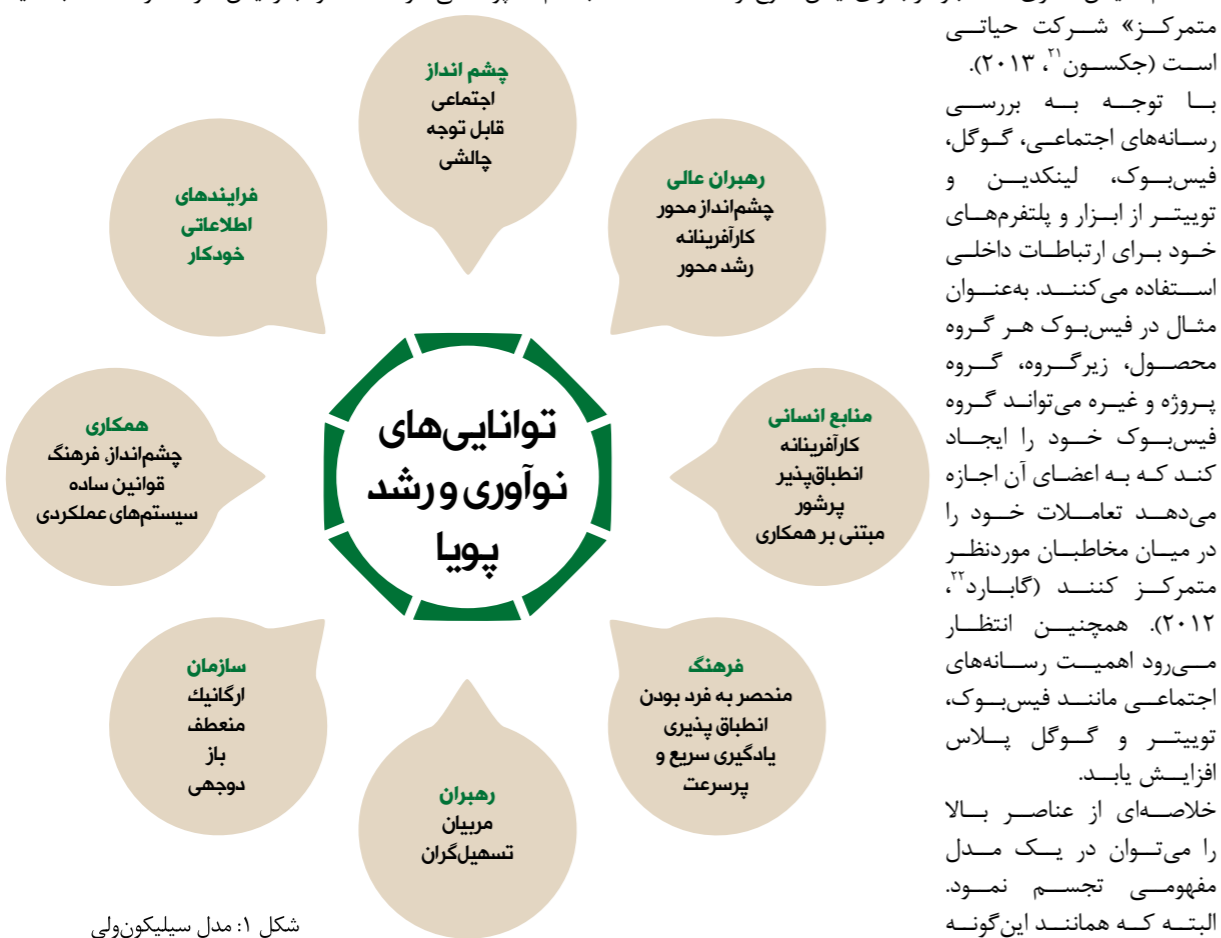 متمرکز» شرکت حیاتی
است (جکسون۲۱، ۲۰۱۳).
با توجه به بررسی
رسانه‌های اجتماعی، گوگل،
فیس‌بوک، لینکدین و
توییتر از ابزار و پلتفرم‌های
خود برای ارتباطات داخلی
استفاده می‌کنند. به‌عنوان
مثال در فیس‌بوک هر گروه
محصول، زیرگروه، گروه
پروژه و غیره می‌تواند گروه
فیس‌بوک خود را ایجاد
کند که به اعضای آن اجازه
می‌دهد تعاملات خود را
در میان مخاطبان موردنظر
متمرکز کنند (گابارد۲۲،
۲۰۱۲). همچنین انتظار
می‌رود اهمیت رسانه‌های
اجتماعی مانند فیس‌بوک،
توییتر و گوگل پلاس
افزایش یابد.
خلاصه‌ای از عناصر بالا
را می‌توان در یک مدل
مفهومی تجسم نمود.
البته که همانند این‌گونه
چشم انداز
اجتماعی
قابل توجه
چالشی
رهبران عالی
چشم‌انداز محور
کارآفرینانه
رشد محور
منابع انسانی
کارآفرینانه
انطباق‌پذیر
پرشور
مبتنی بر همکاری
فرهنگ
منحصر به فرد بودن
انطباق پذیری
یادگیری سریع و
پرسرعت
رهبران
مربیان
تسهیل‌گران
سازمان
ارگانیك
منعطف
باز
دوجهی
همکاری
چشم‌انداز، فرهنگ
قوانین ساده
سیستم‌های عملکردی
فرایندهای
اطلاعاتی
خودکار
توانایی‌های
نوآوری و رشد
پویا
شکل ۱: مدل سیلیکون‌ولی